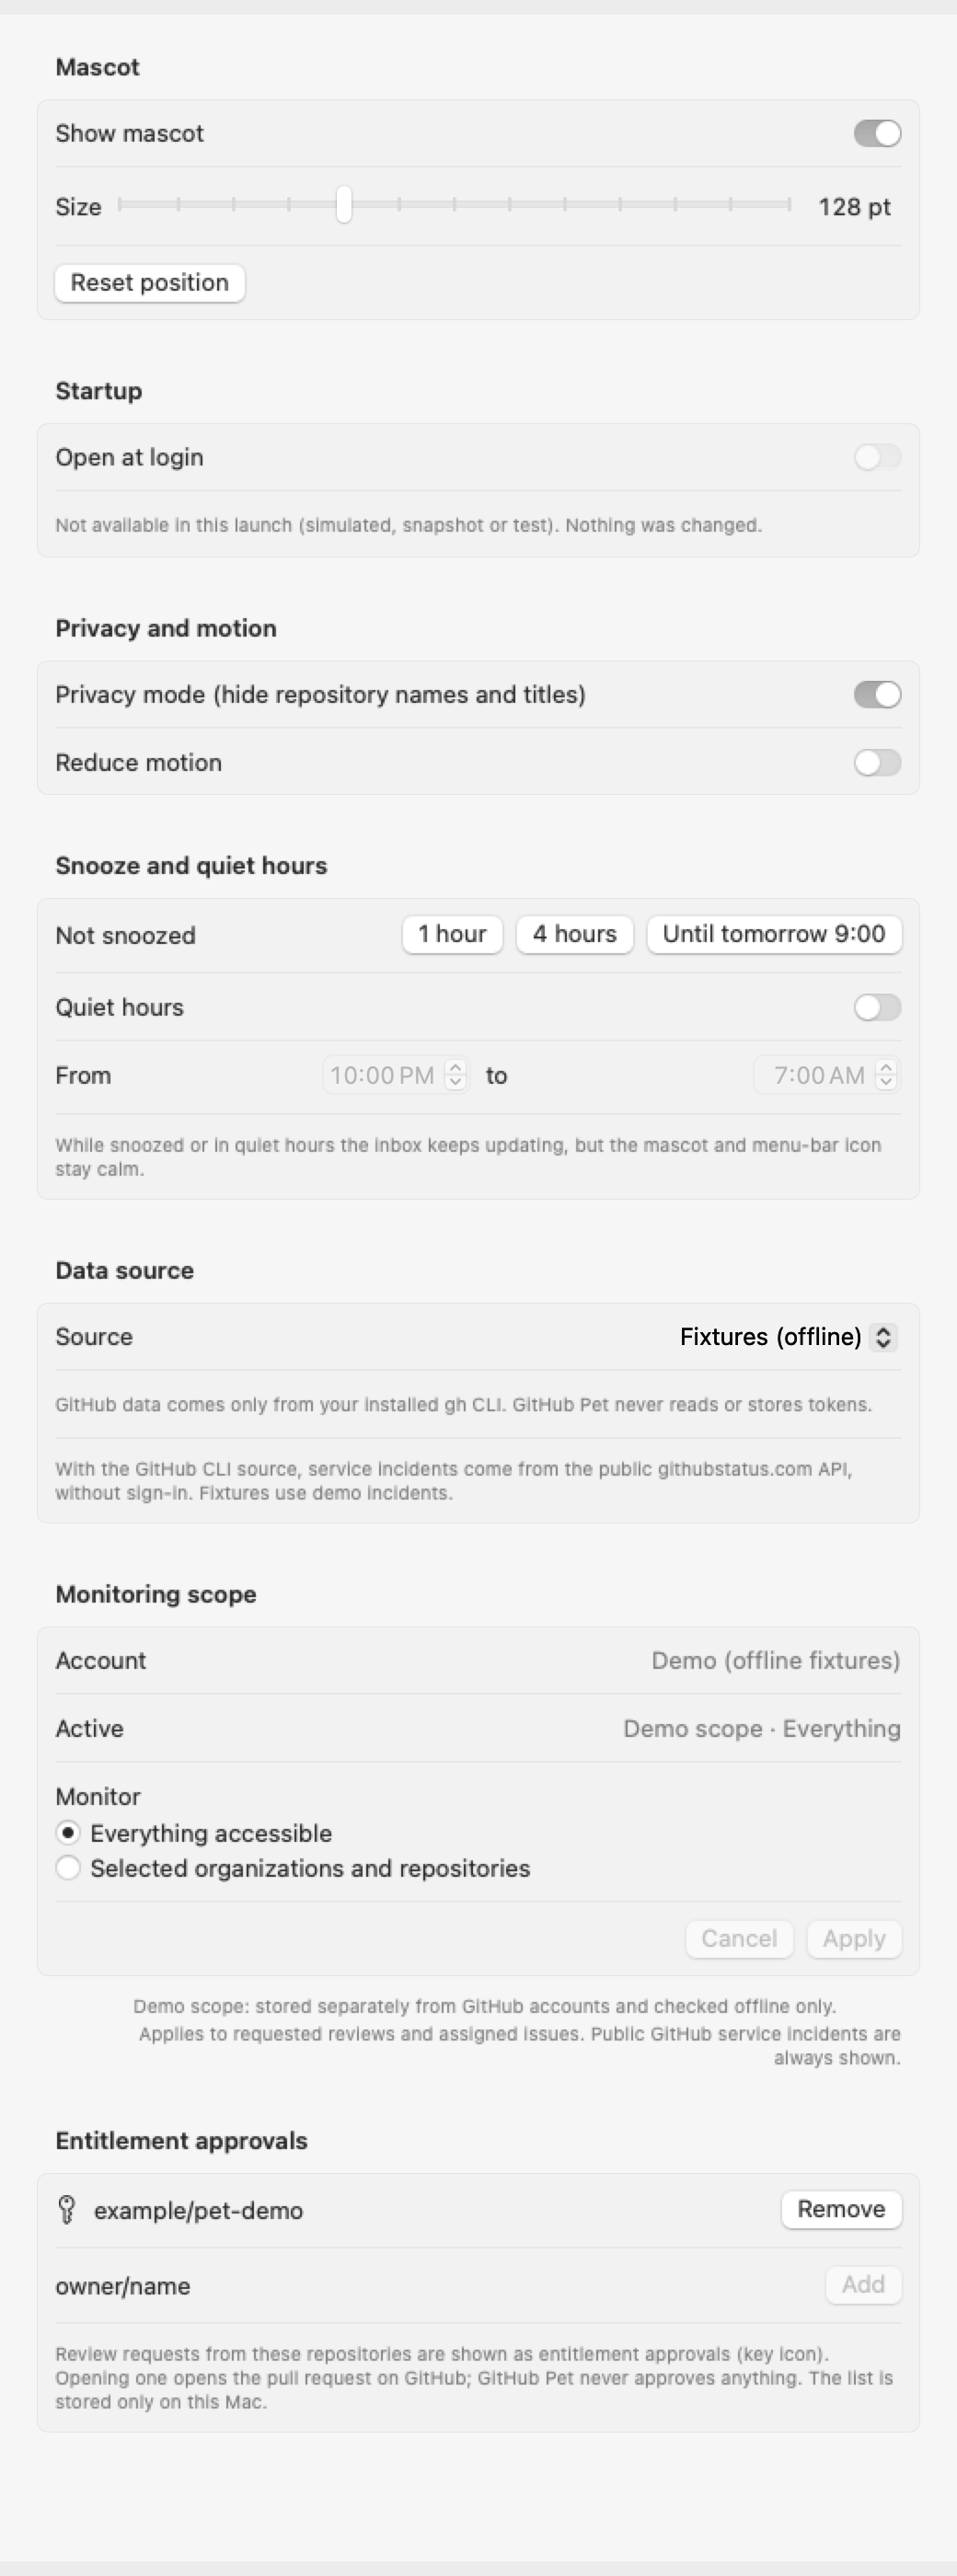 Mascot
Show mascot
Size 128 pt
Reset position
Startup
Open at login
Not available in this launch (simulated, snapshot or test). Nothing was changed.
Privacy and motion
Privacy mode (hide repository names and titles)
Reduce motion
Snooze and quiet hours
Not snoozed 1 hour 4 hours Until tomorrow 9:00
Quiet hours
From 10:00 PM to 7:00 AM
While snoozed or in quiet hours the inbox keeps updating, but the mascot and menu-bar icon
stay calm.
Data source
Source Fixtures (offline)
GitHub data comes only from your installed gh CLI. GitHub Pet never reads or stores tokens.
With the GitHub CLI source, service incidents come from the public githubstatus.com API,
without sign-in. Fixtures use demo incidents.
Monitoring scope
Account Demo (offline fixtures)
Active Demo scope · Everything
Monitor
Everything accessible
Selected organizations and repositories
Cancel Apply
Demo scope: stored separately from GitHub accounts and checked offline only.
Applies to requested reviews and assigned issues. Public GitHub service incidents are
always shown.
Entitlement approvals
example/pet-demo Remove
owner/name Add
Review requests from these repositories are shown as entitlement approvals (key icon).
Opening one opens the pull request on GitHub; GitHub Pet never approves anything. The list is
stored only on this Mac.